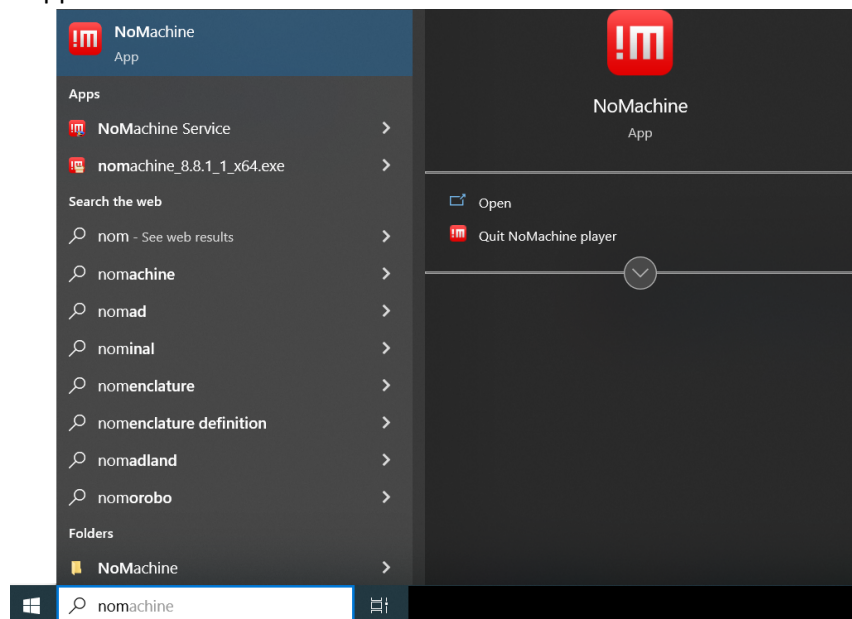 NoMachine
App
Apps
NoMachine Service
nomachine_8.8.1_1_x64.exe
Search the web
nom - See web results
nomachine
nomad
nominal
nomenclature
nomenclature definition
nomadland
nomorobo
Folders
NoMachine
nomachine
!m
NoMachine
App
Open
Quit NoMachine player